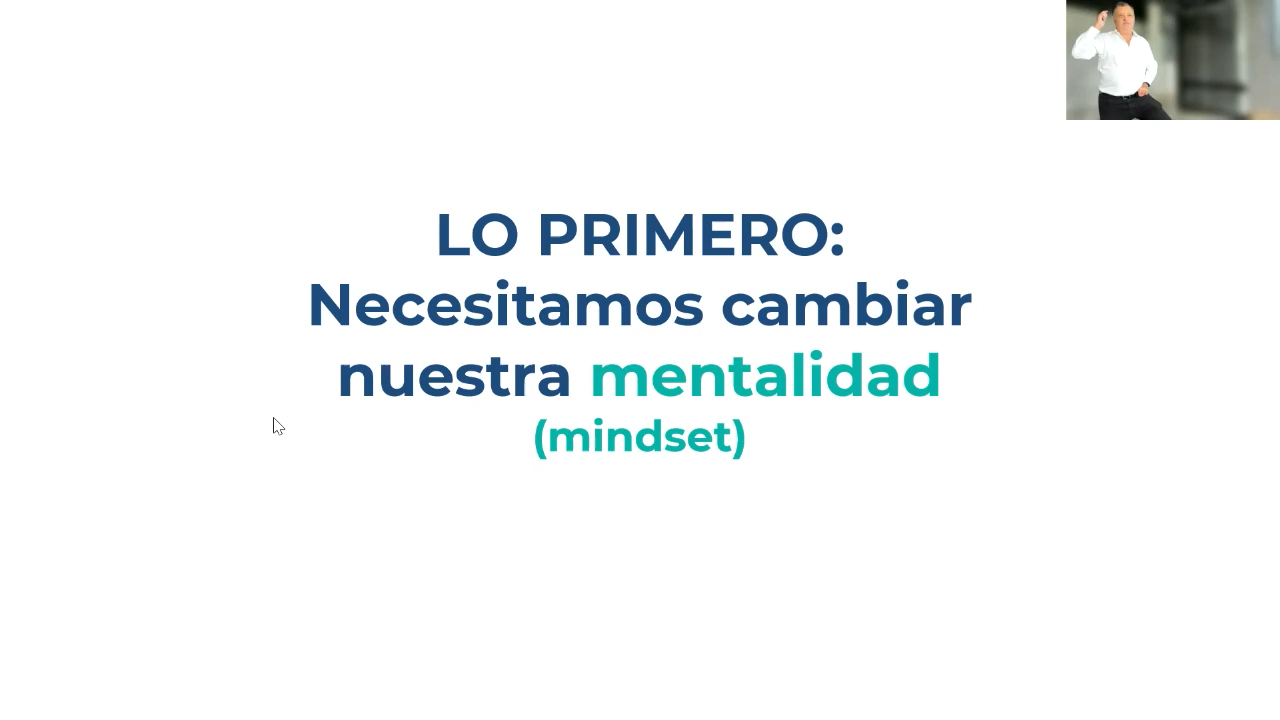 LO PRIMERO:
Necesitamos cambiar
nuestra mentalidad
(mindset)